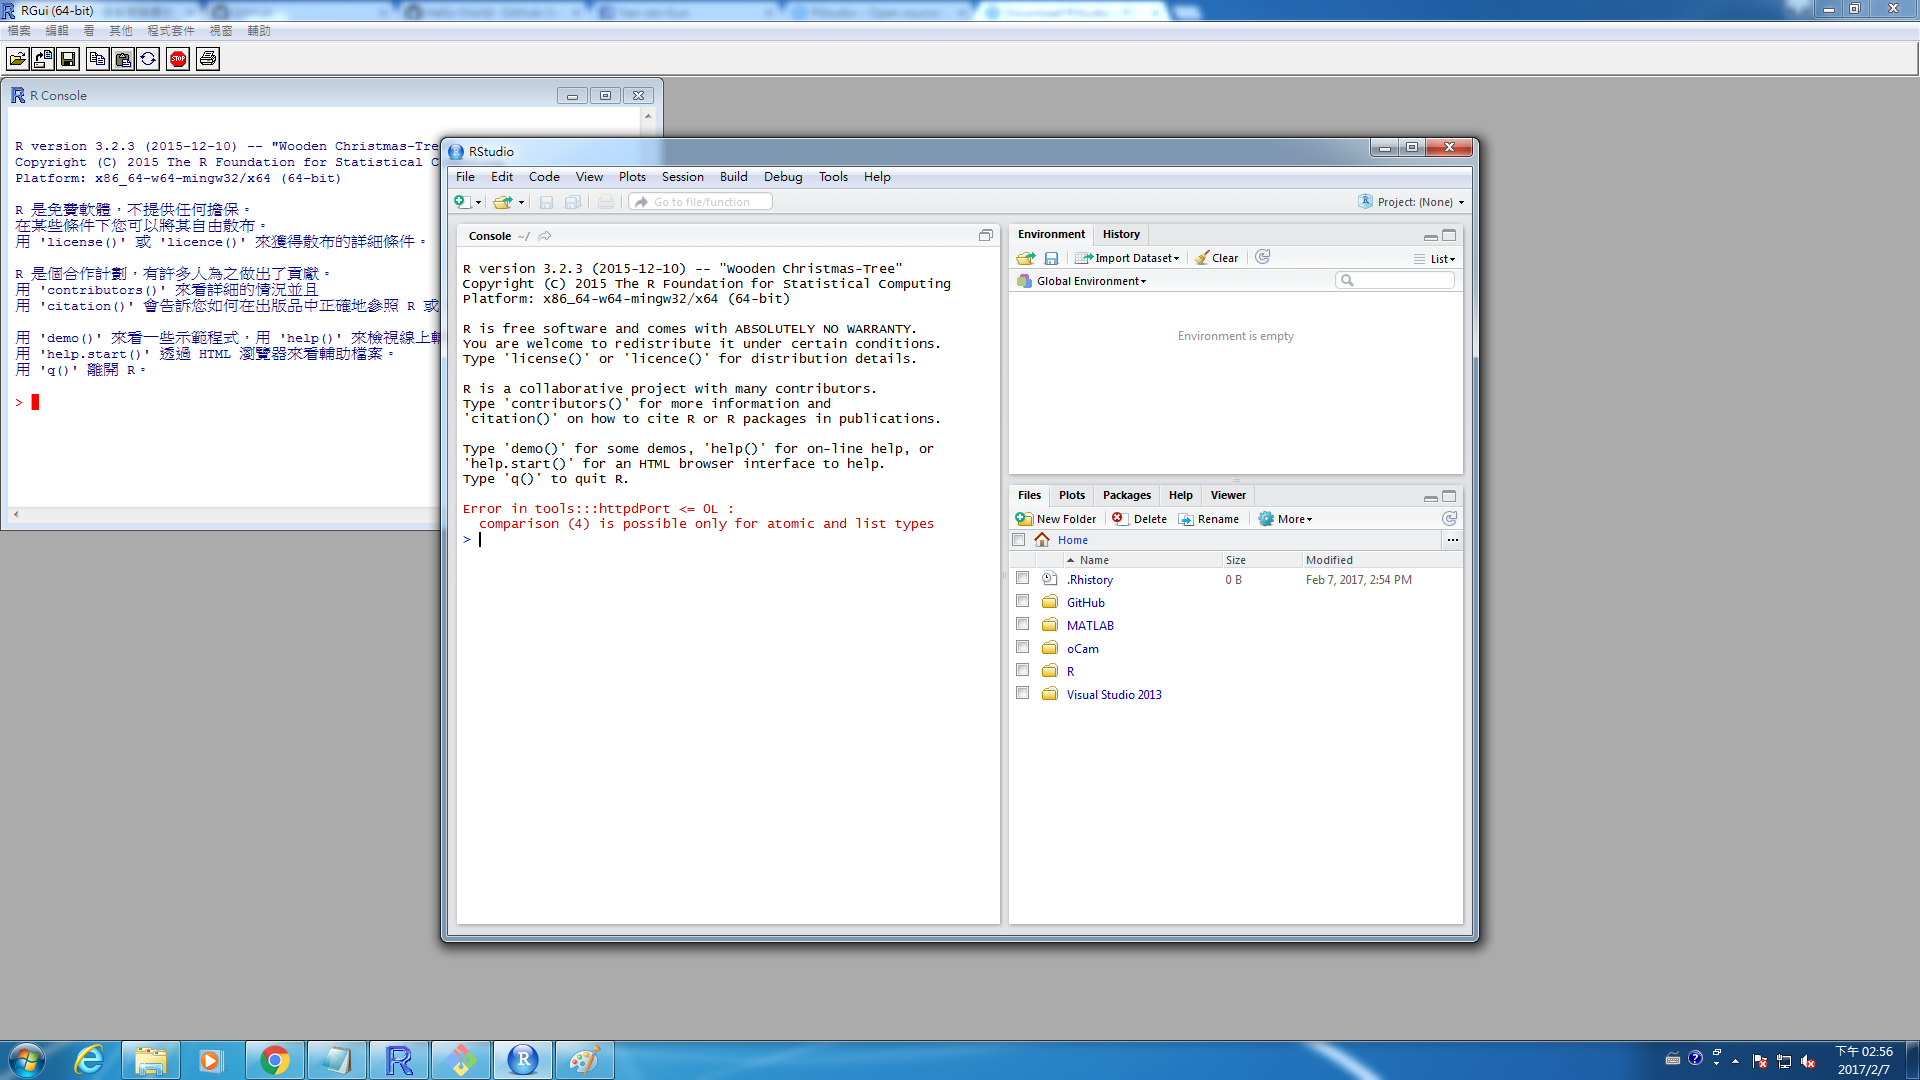 RGui (64-bit)
檔案 編輯 看 其他 程式套件 視窗 輔助
STOP
R Console
R version 3.2.3 (2015-12-10) -- "Wooden Christmas-Tre
Copyright (C) 2015 The R Foundation for Statistical C
Platform: x86_64-w64-mingw32/x64 (64-bit)
R 是免費軟體，不提供任何擔保。
在某些條件下您可以將其自由散布。
用 'license()' 或 'licence()' 來獲得散布的詳細條件。
R 是個合作計劃，有許多人為之做出了貢獻。
用 'contributors()' 來看詳細的情況並且
用 'citation()' 會告訴您如何在出版品中正確地參照 R 或
用 'demo()' 來看一些示範程式，用 'help()' 來檢視線上輔
用 'help.start()' 透過 HTML 瀏覽器來看輔助檔案。
用 'q()' 離開 R。
>
RStudio
File Edit Code View Plots Session Build Debug Tools Help
Go to file/function
Project: (None)
Console ~/
R version 3.2.3 (2015-12-10) -- "Wooden Christmas-Tree"
Copyright (C) 2015 The R Foundation for Statistical Computing
Platform: x86_64-w64-mingw32/x64 (64-bit)
R is free software and comes with ABSOLUTELY NO WARRANTY.
You are welcome to redistribute it under certain conditions.
Type 'license()' or 'licence()' for distribution details.
R is a collaborative project with many contributors.
Type 'contributors()' for more information and
'citation()' on how to cite R or R packages in publications.
Type 'demo()' for some demos, 'help()' for on-line help, or
'help.start()' for an HTML browser interface to help.
Type 'q()' to quit R.
Error in tools:::httpdPort <= 0L :
comparison (4) is possible only for atomic and list types
>
Environment History
Import Dataset Clear List
Global Environment
Environment is empty
Files Plots Packages Help Viewer
New Folder Delete Rename More
Home ...
Name Size Modified
.Rhistory 0 B Feb 7, 2017, 2:54 PM
GitHub
MATLAB
oCam
R
Visual Studio 2013
下午 02:56
2017/2/7